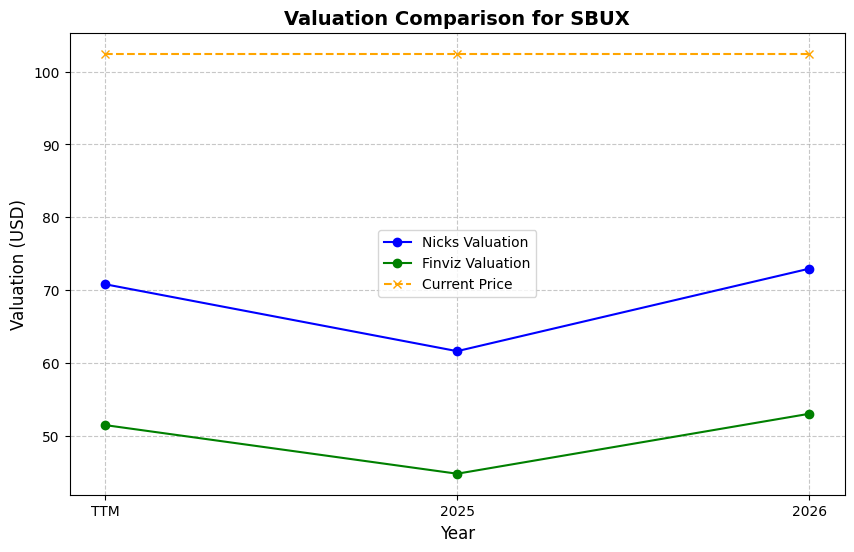 Valuation Comparison for SBUX
Valuation (USD)
100
90
80
70
60
50
Nicks Valuation
Finviz Valuation
Current Price
TTM
2025
2026
Year